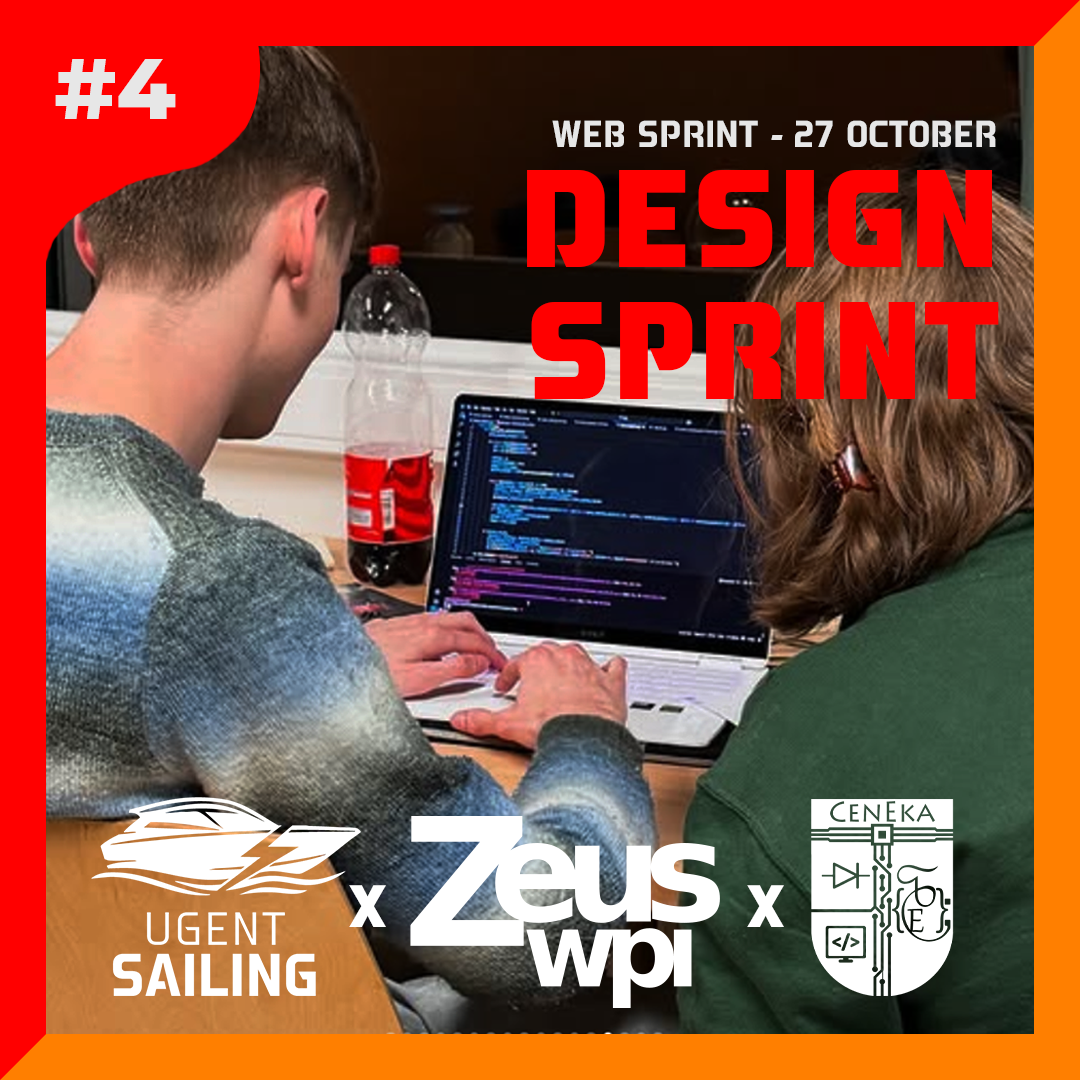 #4
WEB SPRINT - 27 OCTOBER
DESIGN
SPRINT
UGENT
SAILING
x
Zeus
wpi
x
CENEKA
</>